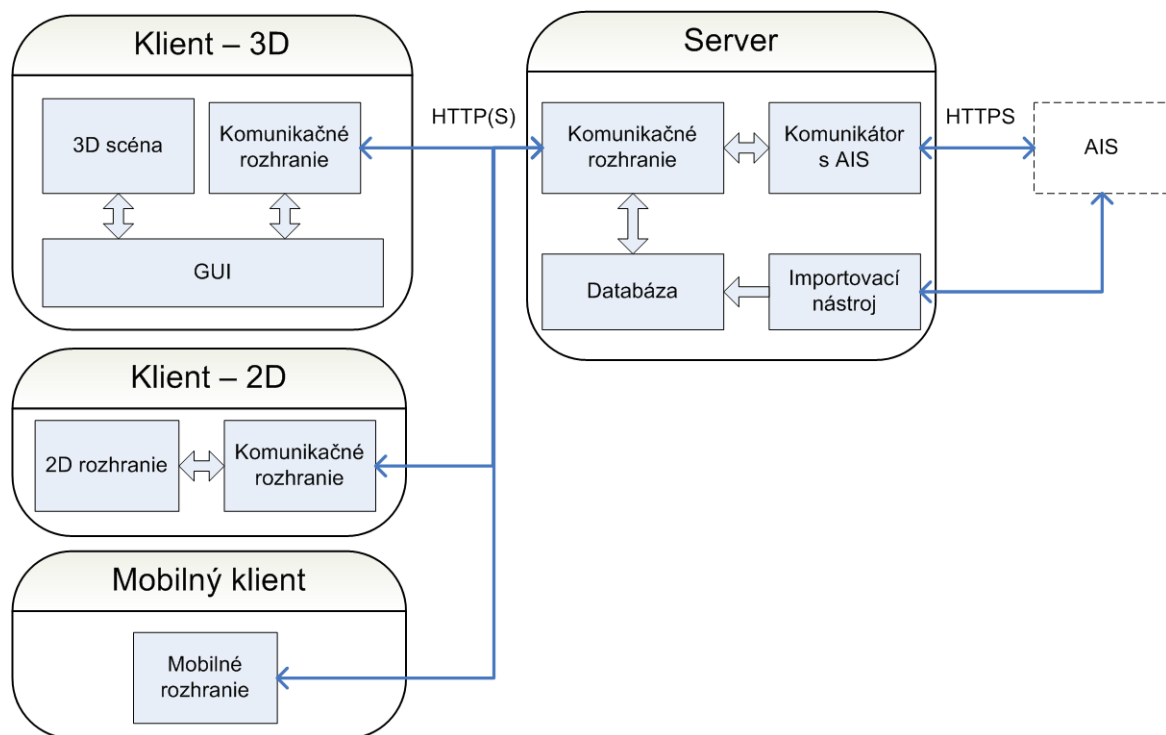 Klient – 3D
3D scéna
Komunikačné
rozhranie
GUI
HTTP(S)
Server
Komunikačné
rozhranie
Komunikátor
s AIS
Databáza
Importovací
nástroj
HTTPS
AIS
Klient – 2D
2D rozhranie
Komunikačné
rozhranie
Mobilný klient
Mobilné
rozhranie